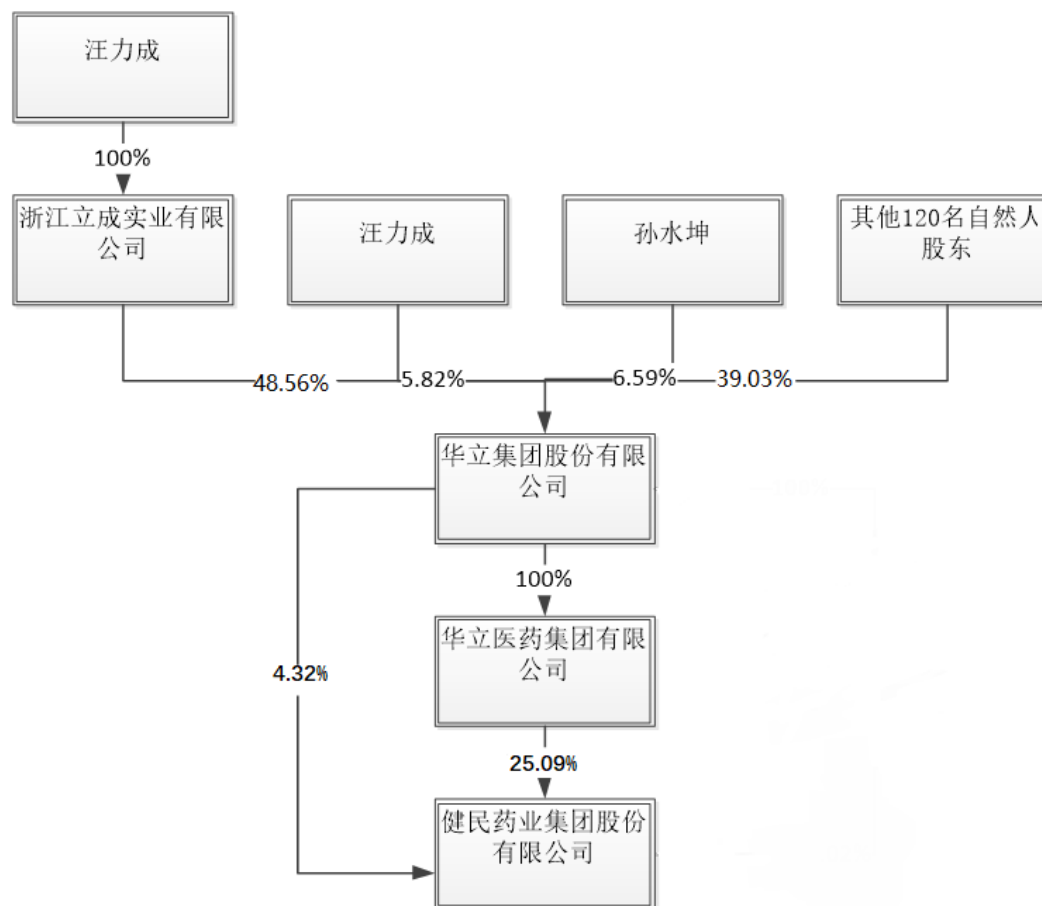 汪力成
100%
浙江立成实业有限
公司
汪力成
孙水坤
其他120名自然人
股东
48.56%
5.82%
6.59%
39.03%
华立集团股份有限
公司
100%
华立医药集团有限
公司
4.32%
25.09%
健民药业集团股份
有限公司